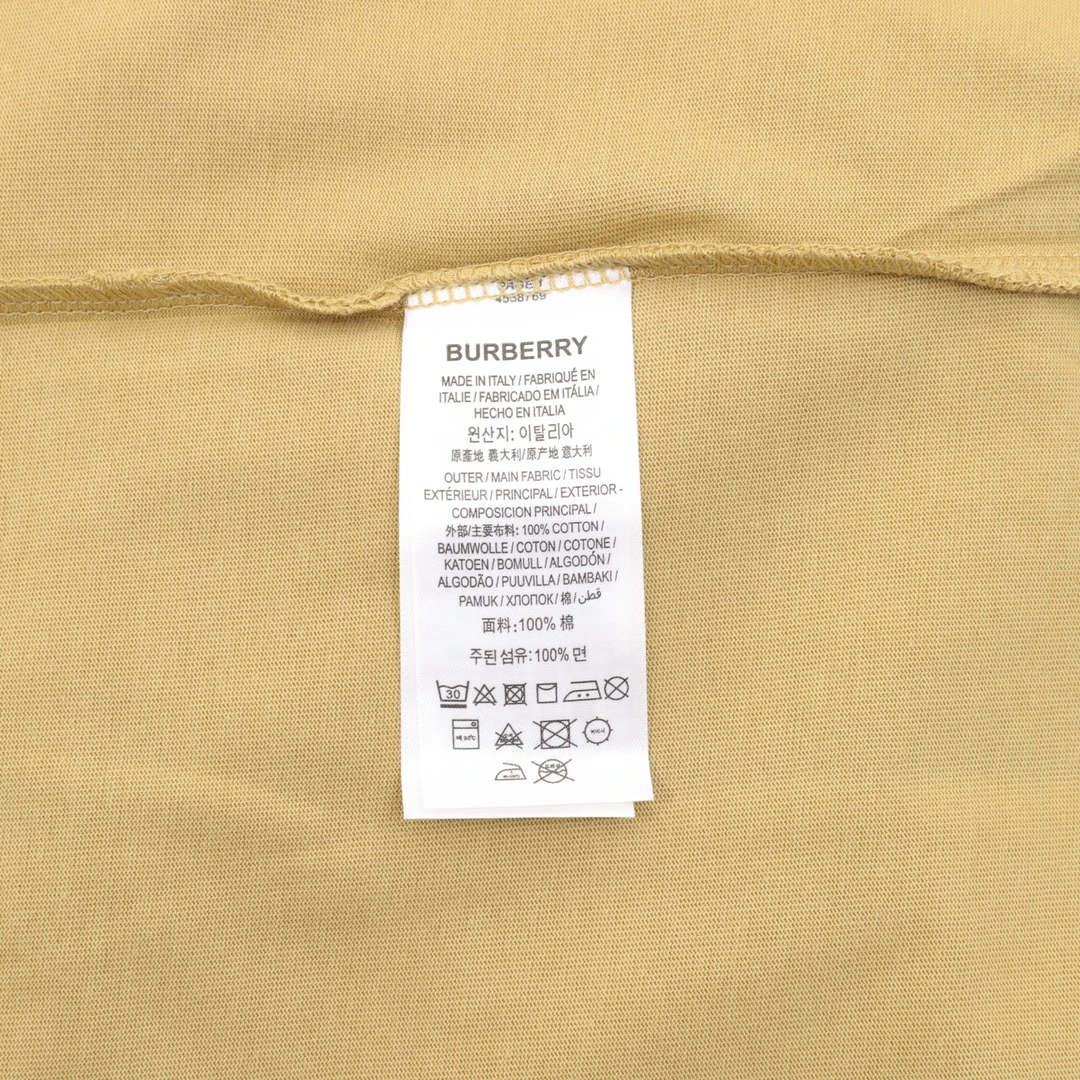 PAGE 1
4558769
BURBERRY
MADE IN ITALY / FABRIQUÉ EN
ITALIE / FABRICADO EM ITÁLIA /
HECHO EN ITALIA
원산지: 이탈리아
原產地 義大利/原产地 意大利
OUTER / MAIN FABRIC / TISSU
EXTÉRIEUR / PRINCIPAL / EXTERIOR -
COMPOSICION PRINCIPAL /
外部/主要布料: 100% COTTON /
BAUMWOLLE / COTON / COTONE /
KATOEN / BOMULL / ALGODÓN /
ALGODÃO / PUUVILLA / BAMBAKI /
PAMUK / ХЛОПОК / 棉 / قطن
面料:100% 棉
주된 섬유:100% 면
30